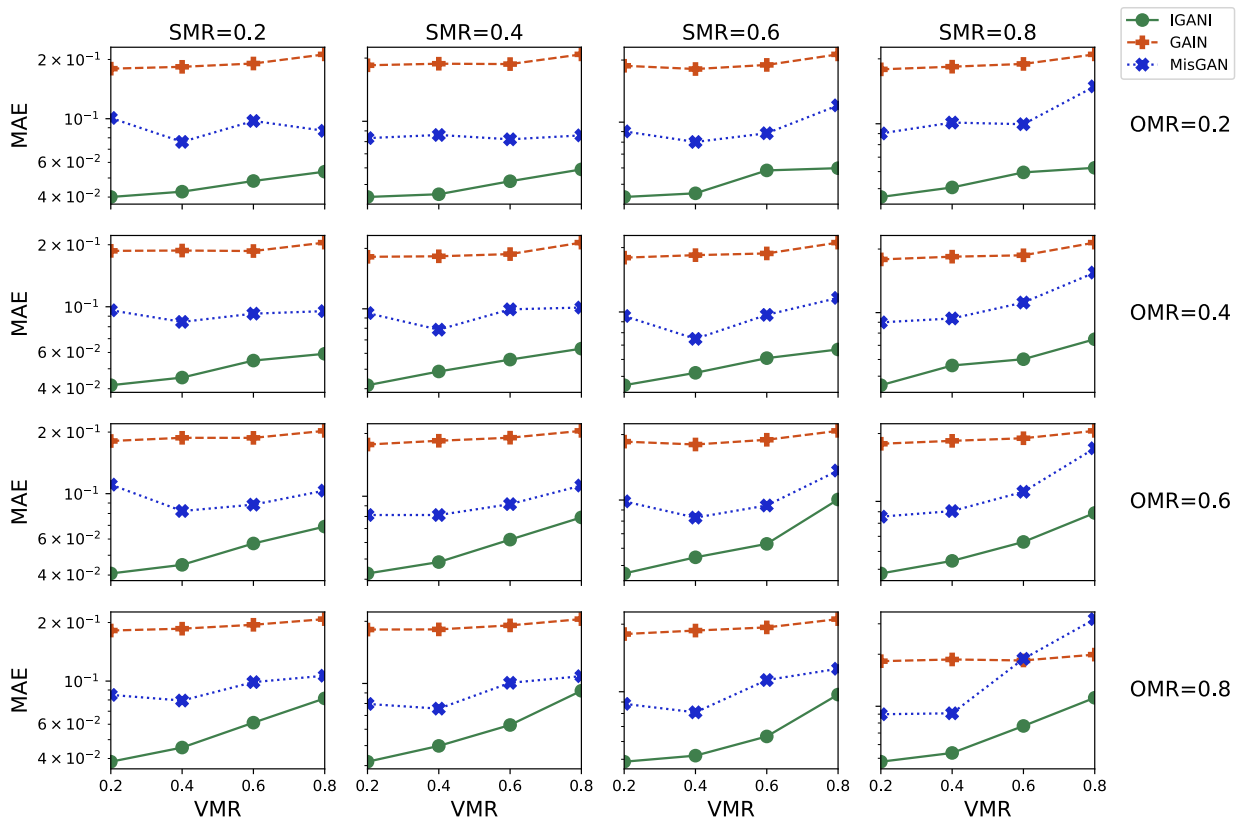 SMR=0.2 SMR=0.4 SMR=0.6 SMR=0.8
IGANI
GAIN
MisGAN
MAE
2 × 10⁻¹
10⁻¹
6 × 10⁻²
4 × 10⁻²
OMR=0.2
MAE
2 × 10⁻¹
10⁻¹
6 × 10⁻²
4 × 10⁻²
OMR=0.4
MAE
2 × 10⁻¹
10⁻¹
6 × 10⁻²
4 × 10⁻²
OMR=0.6
MAE
2 × 10⁻¹
10⁻¹
6 × 10⁻²
4 × 10⁻²
OMR=0.8
0.2 0.4 0.6 0.8 0.2 0.4 0.6 0.8 0.2 0.4 0.6 0.8 0.2 0.4 0.6 0.8
VMR VMR VMR VMR